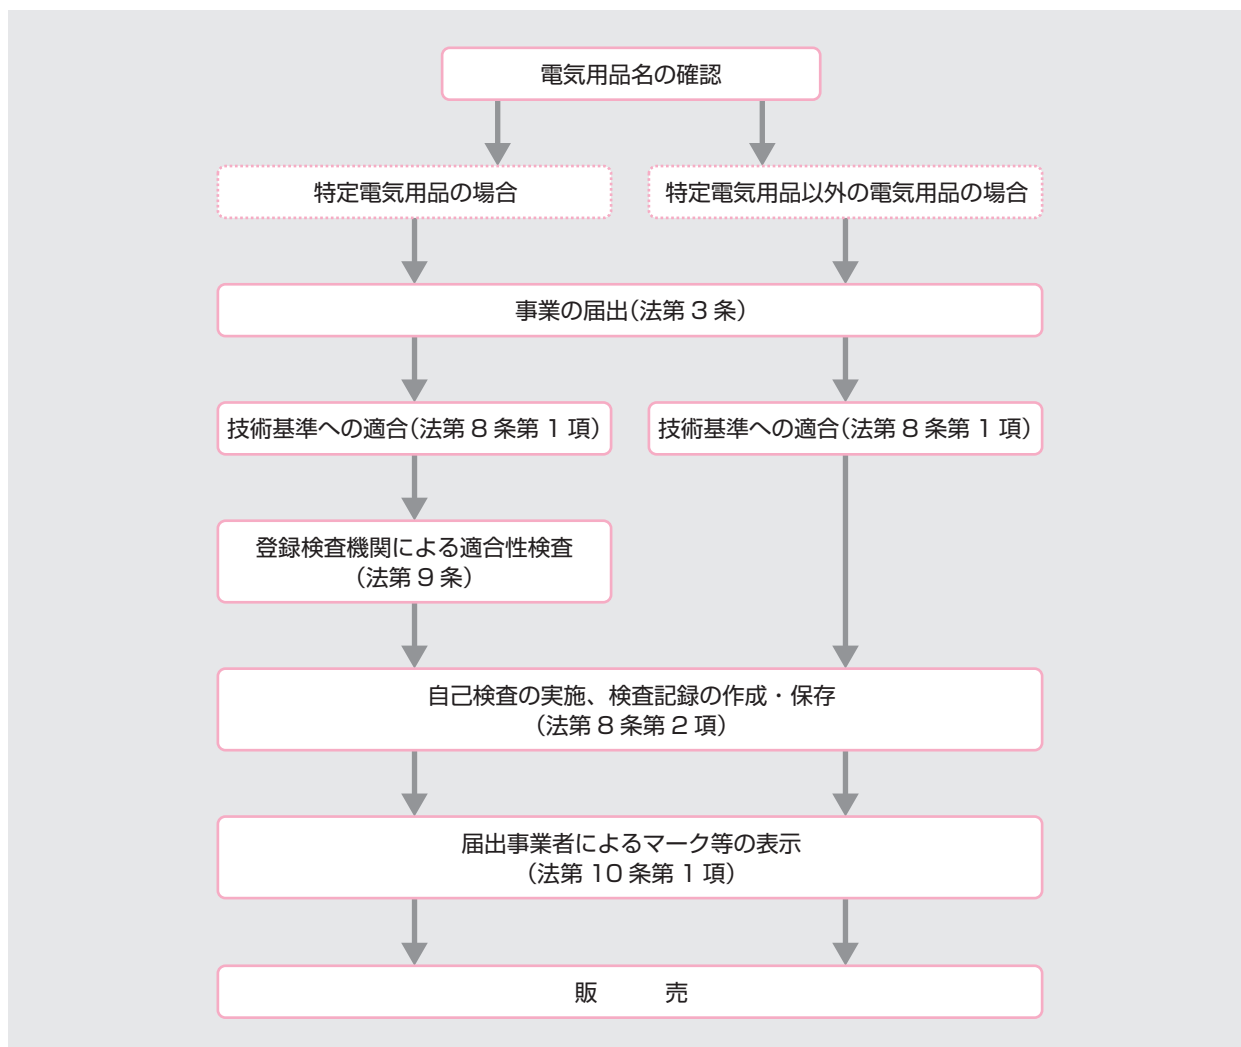 電気用品名の確認
特定電気用品の場合
特定電気用品以外の電気用品の場合
事業の届出(法第3条)
技術基準への適合(法第8条第1項)
技術基準への適合(法第8条第1項)
登録検査機関による適合性検査
(法第9条)
自己検査の実施、検査記録の作成・保存
(法第8条第2項)
届出事業者によるマーク等の表示
(法第10条第1項)
販　　　売